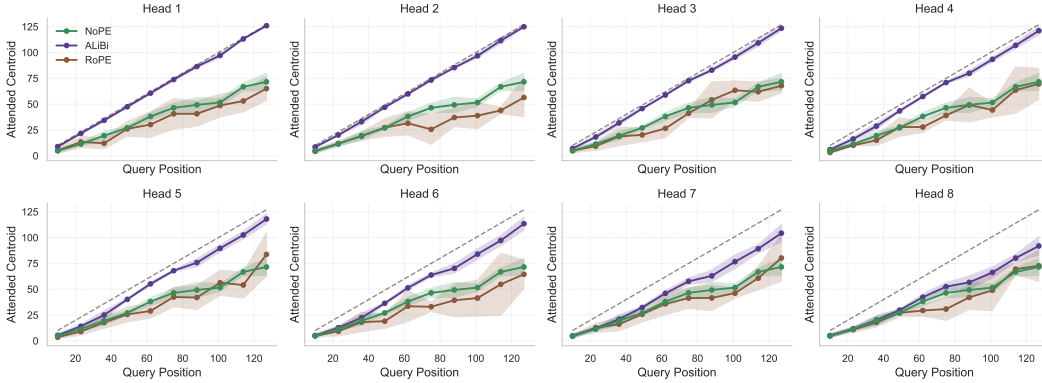 Head 1
Head 2
Head 3
Head 4
NoPE
ALiBi
RoPE
125
100
75
50
25
0
Attended Centroid
Attended Centroid
Attended Centroid
Attended Centroid
Query Position
Query Position
Query Position
Query Position
Head 5
Head 6
Head 7
Head 8
125
100
75
50
25
0
Attended Centroid
Attended Centroid
Attended Centroid
Attended Centroid
20 40 60 80 100 120
20 40 60 80 100 120
20 40 60 80 100 120
20 40 60 80 100 120
Query Position
Query Position
Query Position
Query Position